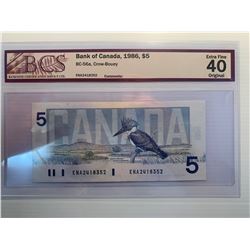 BCS
Bank of Canada, 1986, $5
BC-56a, Crow-Bouey
ENA2418352
Comments:
Extra Fine
40
Original
CANADA
5
5
ENA2418352
ENA2418352